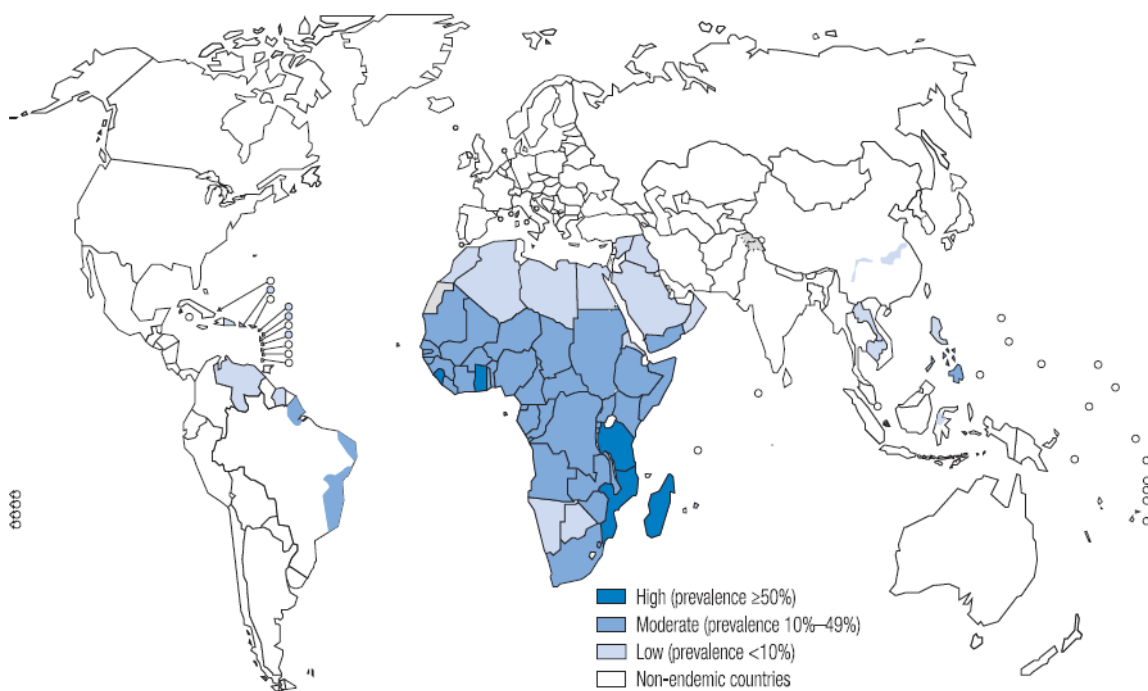 High (prevalence ≥50%)
Moderate (prevalence 10%–49%)
Low (prevalence <10%)
Non-endemic countries